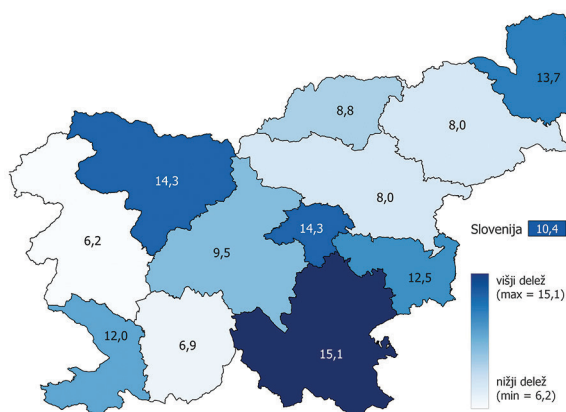 13,7
8,8
8,0
14,3
8,0
6,2
9,5
14,3
Slovenija 10,4
12,5
višji delež
(max = 15,1)
12,0
6,9
15,1
nižji delež
(min = 6,2)